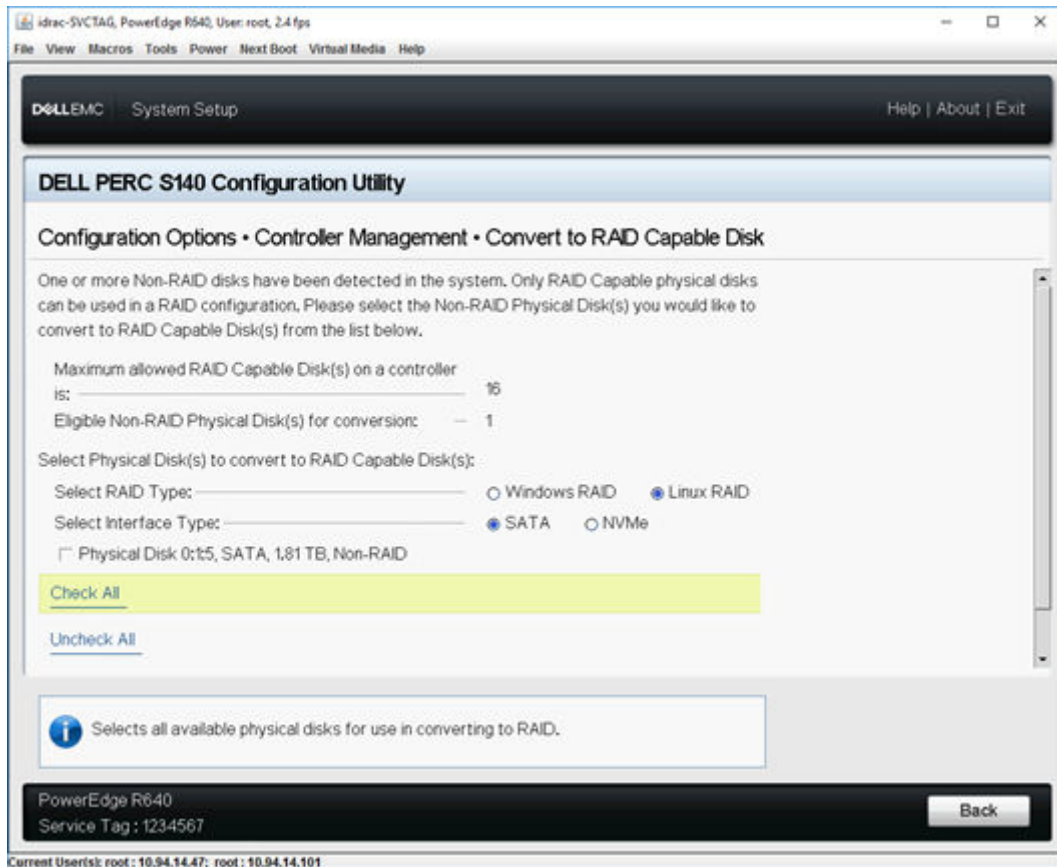 idrac-SVCTAG, PowerEdge R640, User: root, 2.4 fps
File View Macros Tools Power Next Boot Virtual Media Help
DELLEMC System Setup
Help | About | Exit
DELL PERC S140 Configuration Utility
Configuration Options • Controller Management • Convert to RAID Capable Disk
One or more Non-RAID disks have been detected in the system. Only RAID Capable physical disks
can be used in a RAID configuration. Please select the Non-RAID Physical Disk(s) you would like to
convert to RAID Capable Disk(s) from the list below.
Maximum allowed RAID Capable Disk(s) on a controller
is: 16
Eligible Non-RAID Physical Disk(s) for conversion: 1
Select Physical Disk(s) to convert to RAID Capable Disk(s):
Select RAID Type: Windows RAID Linux RAID
Select Interface Type: SATA NVMe
Physical Disk 0:1:5, SATA, 1.81 TB, Non-RAID
Check All
Uncheck All
Selects all available physical disks for use in converting to RAID.
PowerEdge R640
Service Tag : 1234567
Back
Current User(s): root : 10.94.14.47; root : 10.94.14.101